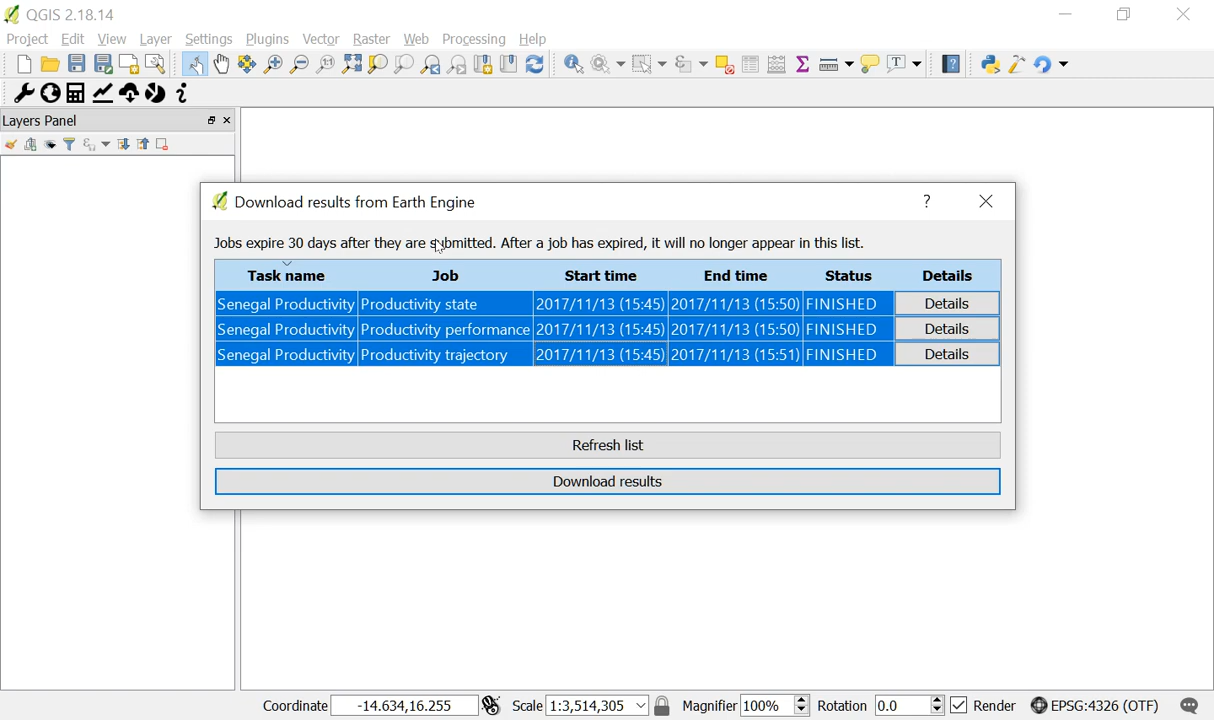 QGIS 2.18.14
Project Edit View Layer Settings Plugins Vector Raster Web Processing Help
Layers Panel
Download results from Earth Engine
Jobs expire 30 days after they are submitted. After a job has expired, it will no longer appear in this list.
Task name Job Start time End time Status Details
Senegal Productivity Productivity state 2017/11/13 (15:45) 2017/11/13 (15:50) FINISHED Details
Senegal Productivity Productivity performance 2017/11/13 (15:45) 2017/11/13 (15:50) FINISHED Details
Senegal Productivity Productivity trajectory 2017/11/13 (15:45) 2017/11/13 (15:51) FINISHED Details
Refresh list
Download results
Coordinate -14.634,16.255 Scale 1:3,514,305 Magnifier 100% Rotation 0.0 Render EPSG:4326 (OTF)